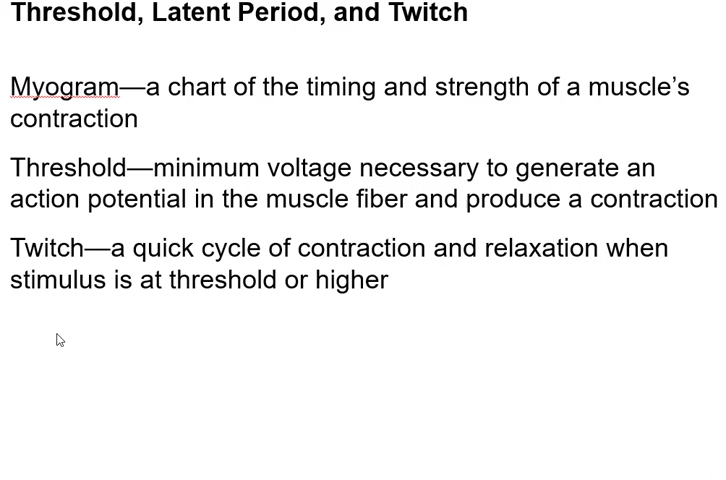 Threshold, Latent Period, and Twitch
Myogram—a chart of the timing and strength of a muscle’s
contraction
Threshold—minimum voltage necessary to generate an
action potential in the muscle fiber and produce a contraction
Twitch—a quick cycle of contraction and relaxation when
stimulus is at threshold or higher